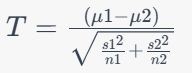 T = (μ1−μ2) / √(s1²/n1 + s2²/n2)